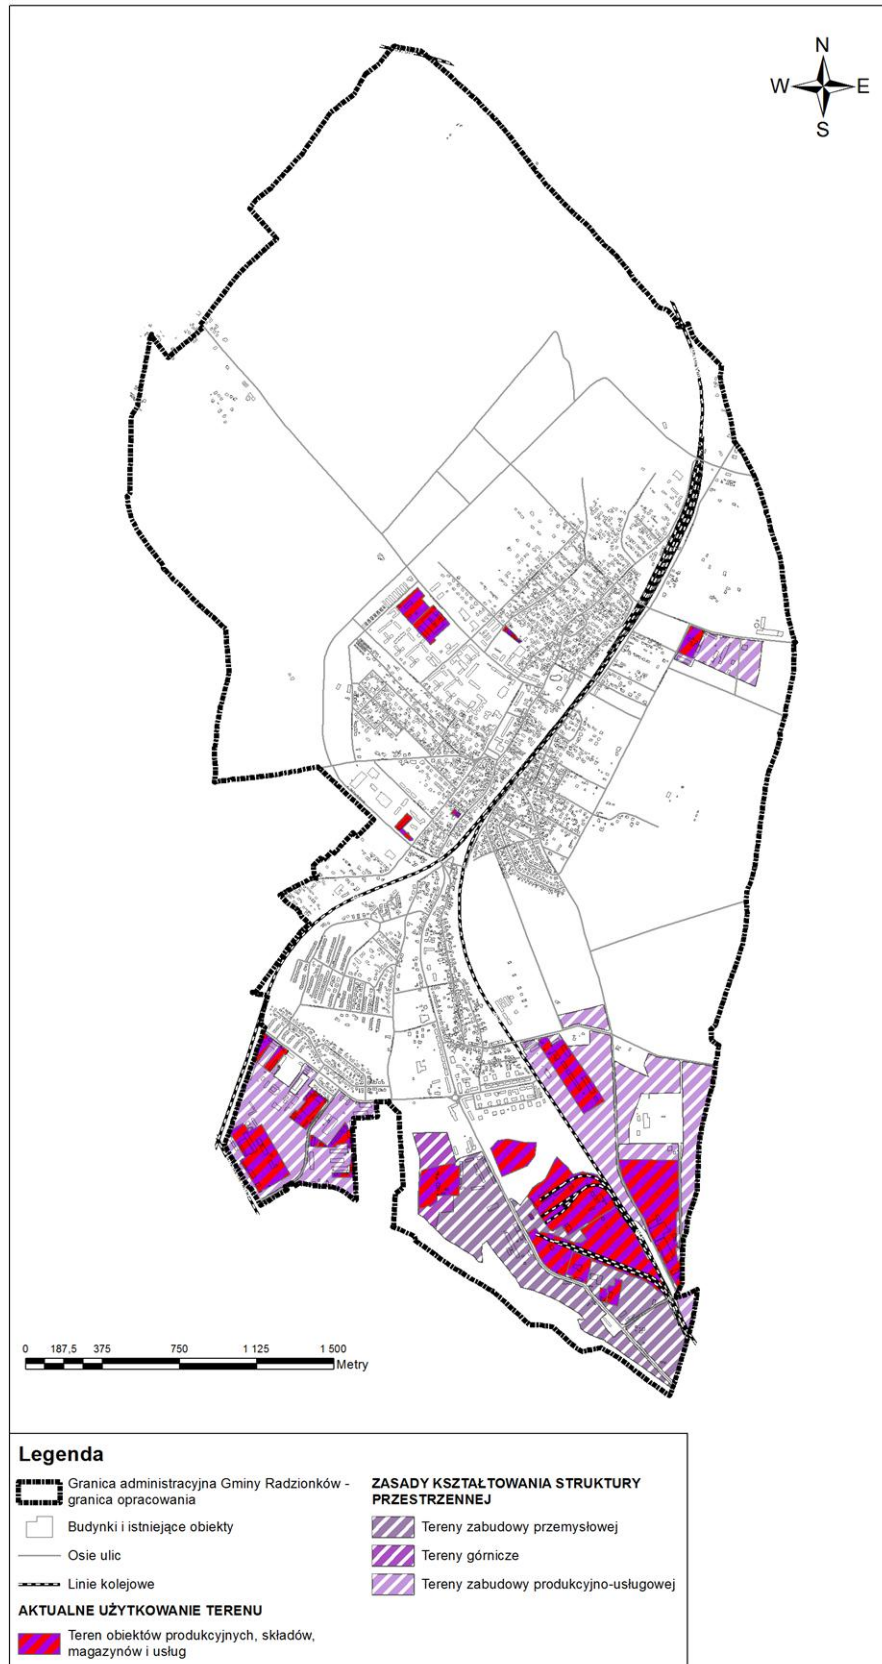 N
W E
S
0 187,5 375 750 1 125 1 500
Metry
Legenda
Granica administracyjna Gminy Radzionków -
granica opracowania
Budynki i istniejące obiekty
Osie ulic
Linie kolejowe
AKTUALNE UŻYTKOWANIE TERENU
Teren obiektów produkcyjnych, składów,
magazynów i usług
ZASADY KSZTAŁTOWANIA STRUKTURY
PRZESTRZENNEJ
Tereny zabudowy przemysłowej
Tereny górnicze
Tereny zabudowy produkcyjno-usługowej